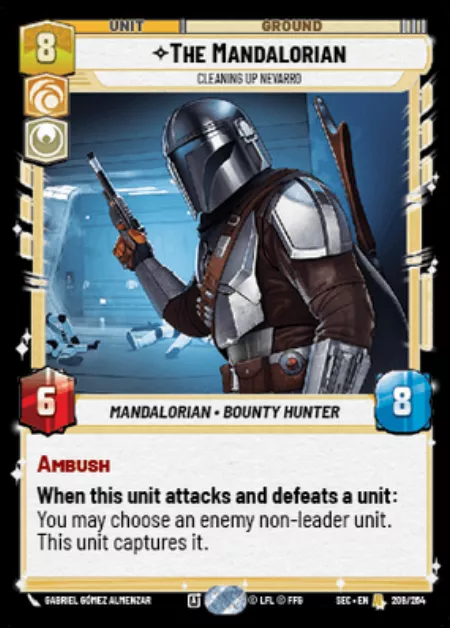 8
UNIT
GROUND
THE MANDALORIAN
CLEANING UP NEVARRO
6
MANDALORIAN • BOUNTY HUNTER
8
AMBUSH
When this unit attacks and defeats a unit:
You may choose an enemy non-leader unit.
This unit captures it.
GABRIEL GÓMEZ ALMENZAR
A
© LFL © FFG
SEC • EN
209/264